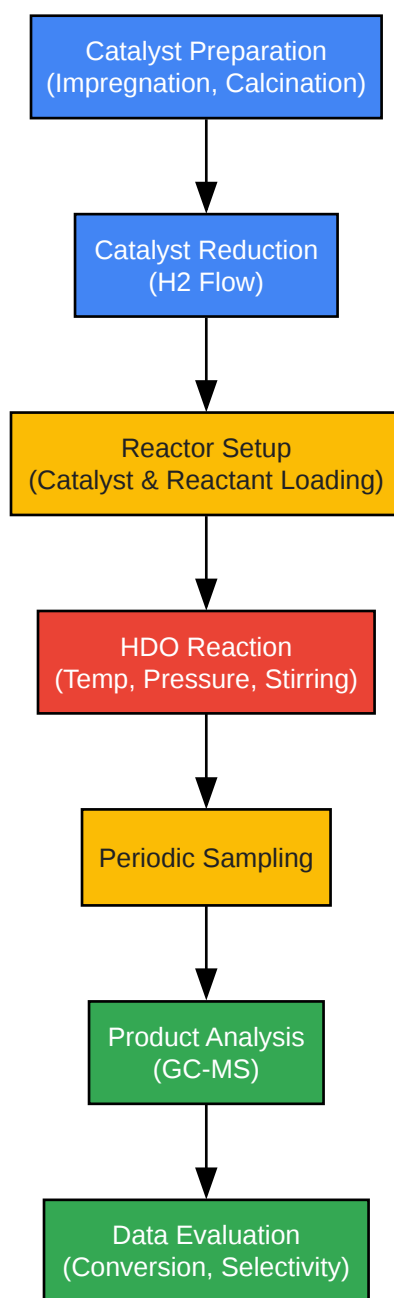 Catalyst Preparation
(Impregnation, Calcination)
Catalyst Reduction
(H2 Flow)
Reactor Setup
(Catalyst & Reactant Loading)
HDO Reaction
(Temp, Pressure, Stirring)
Periodic Sampling
Product Analysis
(GC-MS)
Data Evaluation
(Conversion, Selectivity)